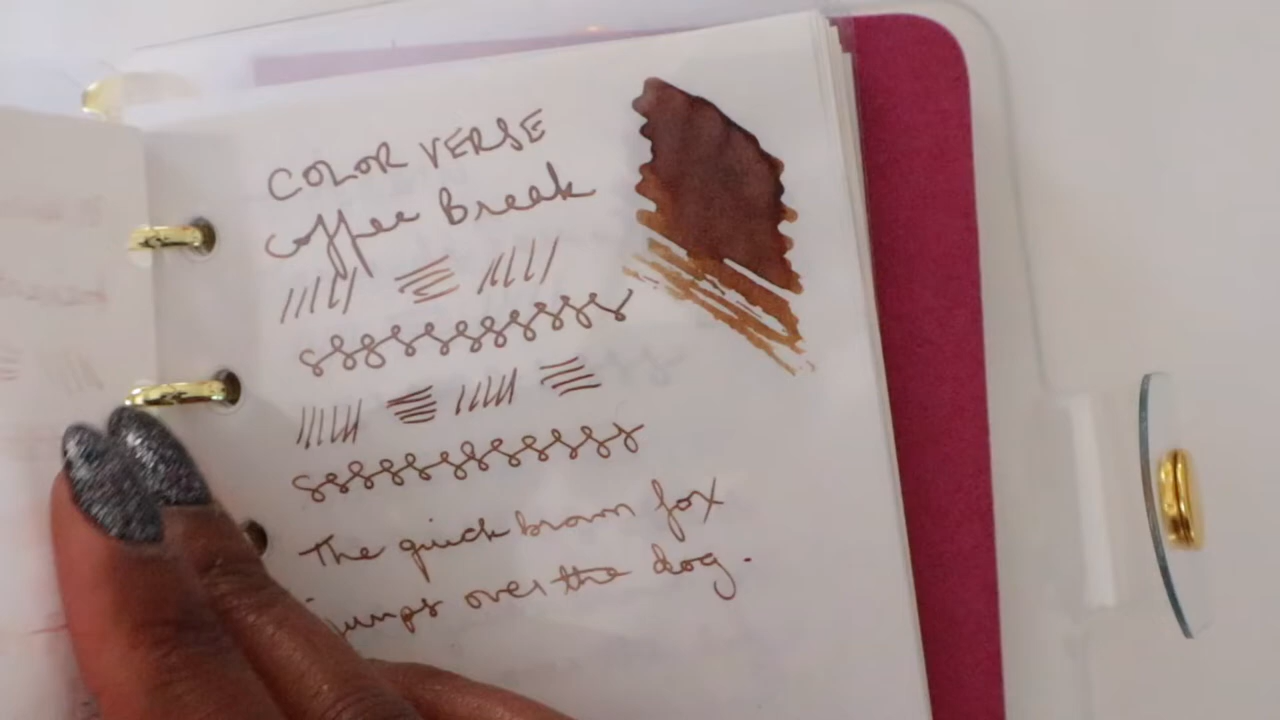 COLOR VERSE
Coffee Break
The quick brown fox
jumps over the dog.